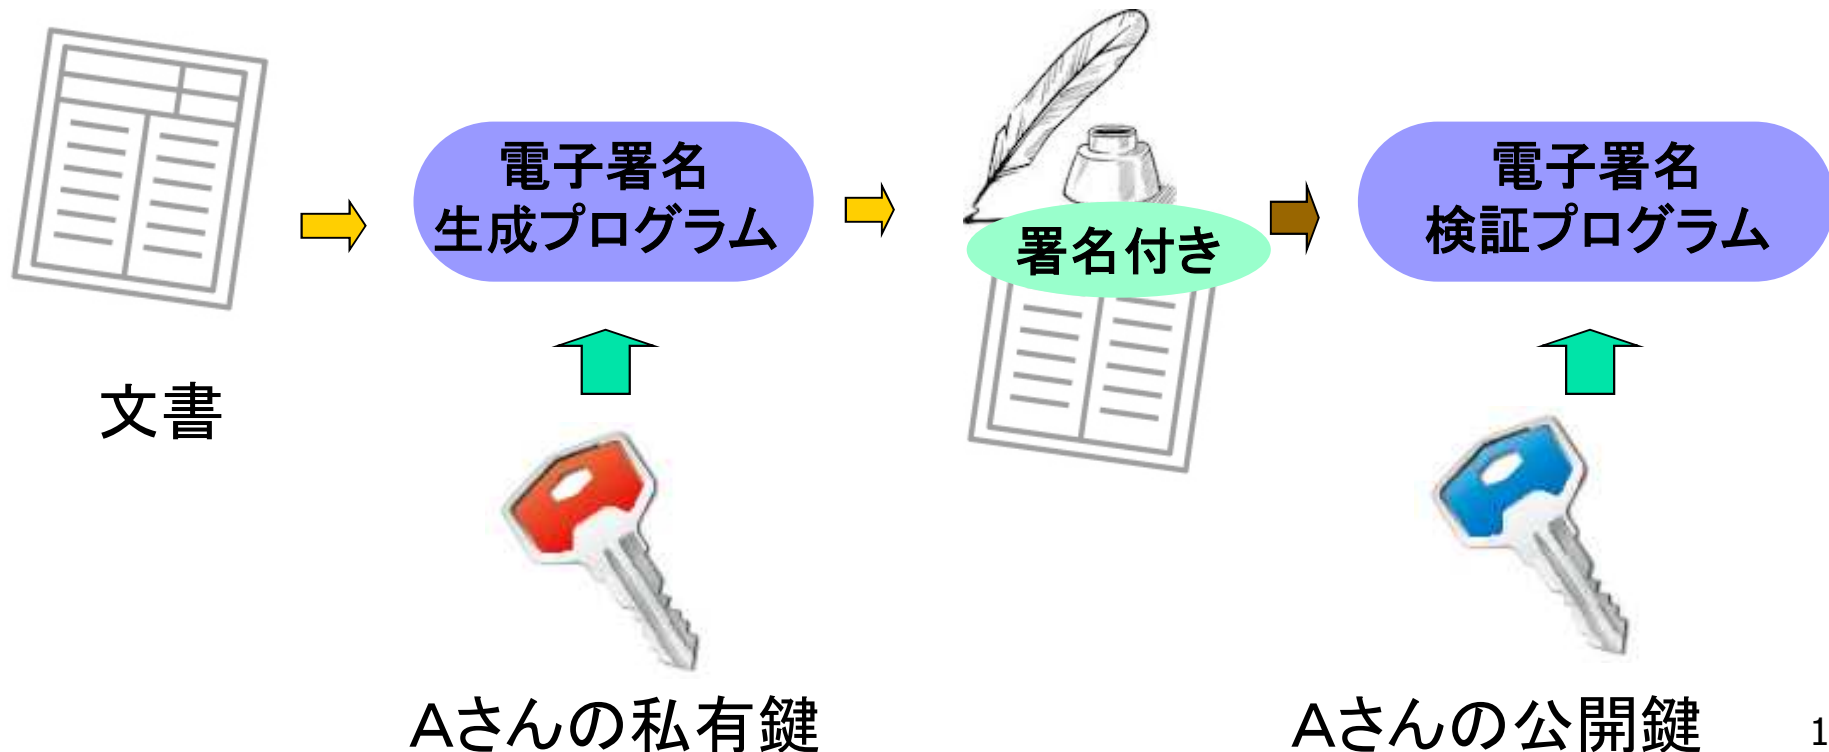 電子署名
生成プログラム
署名付き
電子署名
検証プログラム
文書
Aさんの私有鍵
Aさんの公開鍵
1